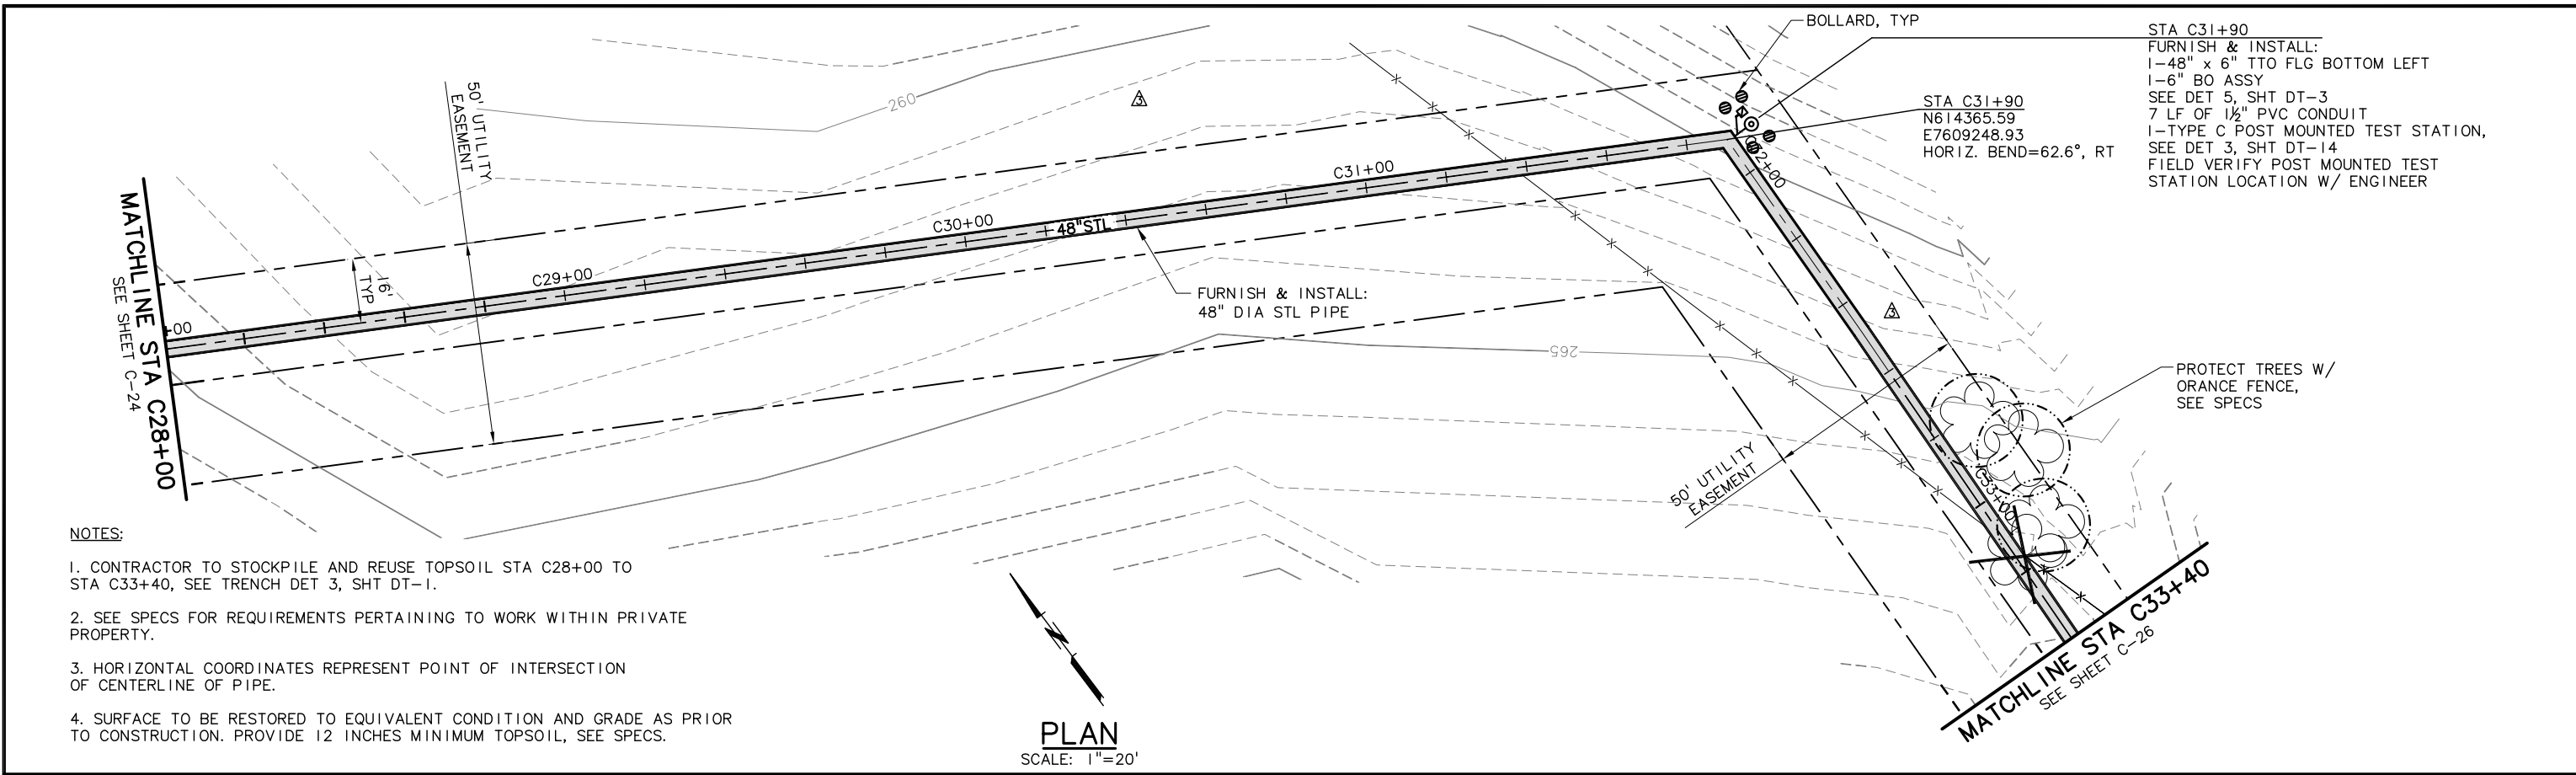 BOLLARD, TYP
STA C31+90
FURNISH & INSTALL:
1-48" x 6" TTO FLG BOTTOM LEFT
1-6" BO ASSY
SEE DET 5, SHT DT-3
7 LF OF 1½" PVC CONDUIT
1-TYPE C POST MOUNTED TEST STATION,
SEE DET 3, SHT DT-14
FIELD VERIFY POST MOUNTED TEST
STATION LOCATION W/ ENGINEER
STA C31+90
N614365.59
E7609248.93
HORIZ. BEND=62.6°, RT
50' UTILITY
EASEMENT
260
3
C32+00
C31+00
C30+00
48"STL
C29+00
16'
TYP
+00
MATCHLINE STA C28+00
SEE SHEET C-24
FURNISH & INSTALL:
48" DIA STL PIPE
3
265
PROTECT TREES W/
ORANGE FENCE,
SEE SPECS
50' UTILITY
EASEMENT
C33+00
MATCHLINE STA C33+40
SEE SHEET C-26
NOTES:
1. CONTRACTOR TO STOCKPILE AND REUSE TOPSOIL STA C28+00 TO
STA C33+40, SEE TRENCH DET 3, SHT DT-1.
2. SEE SPECS FOR REQUIREMENTS PERTAINING TO WORK WITHIN PRIVATE
PROPERTY.
3. HORIZONTAL COORDINATES REPRESENT POINT OF INTERSECTION
OF CENTERLINE OF PIPE.
4. SURFACE TO BE RESTORED TO EQUIVALENT CONDITION AND GRADE AS PRIOR
TO CONSTRUCTION. PROVIDE 12 INCHES MINIMUM TOPSOIL, SEE SPECS.
N
PLAN
SCALE: 1"=20'